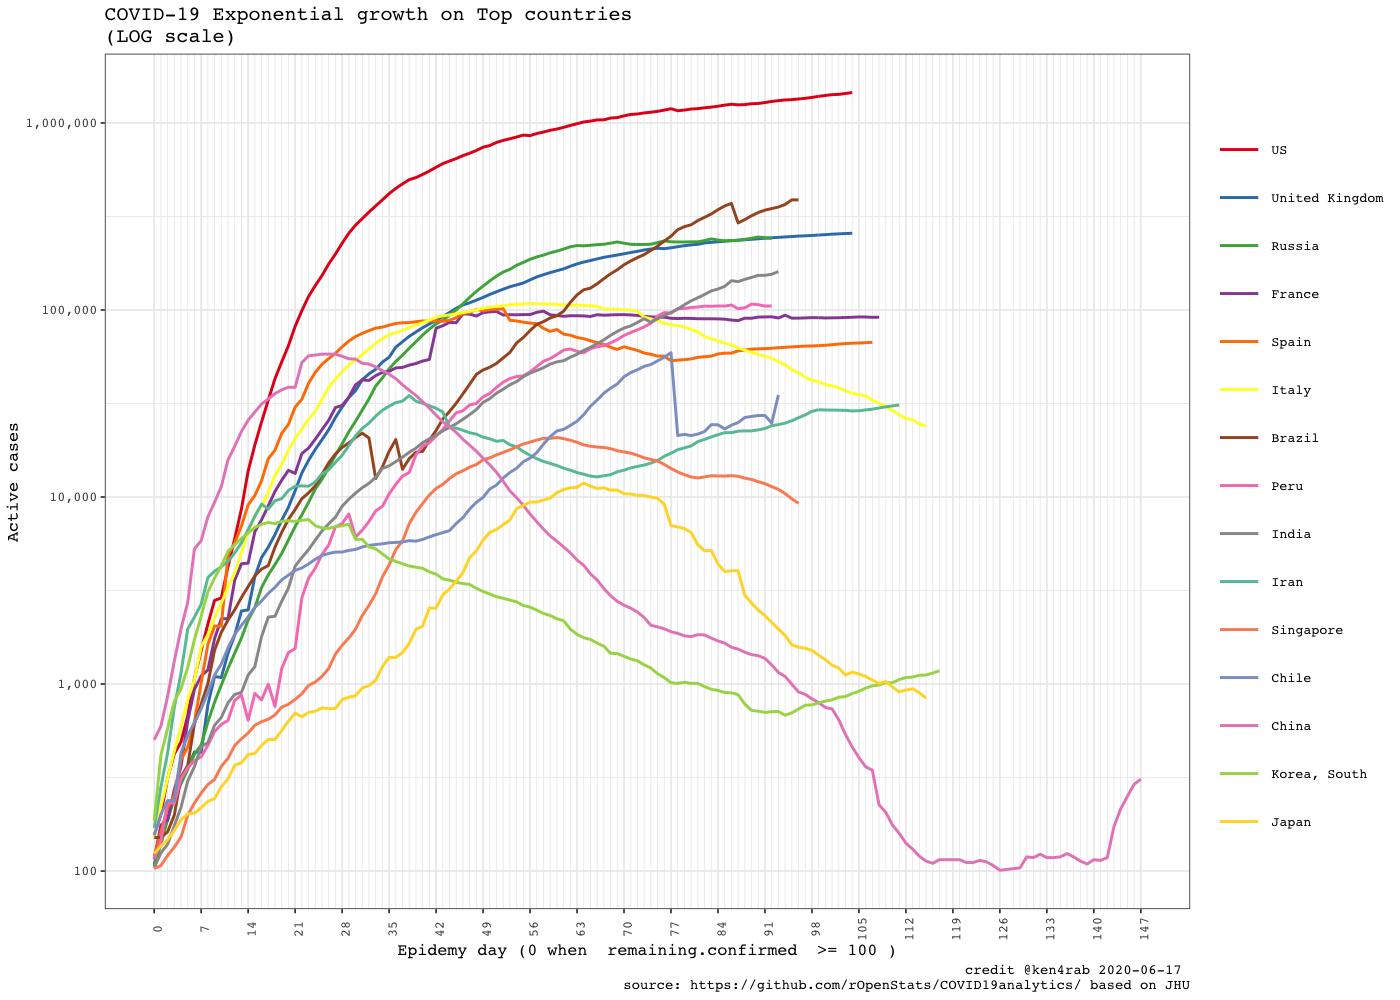 COVID-19 Exponential growth on Top countries
(LOG scale)
Active cases
1,000,000
100,000
10,000
1,000
100
0 7 14 21 28 35 42 49 56 63 70 77 84 91 98 105 112 119 126 133 140 147
Epidemy day (0 when  remaining.confirmed  >= 100 )
US
United Kingdom
Russia
France
Spain
Italy
Brazil
Peru
India
Iran
Singapore
Chile
China
Korea, South
Japan
credit @ken4rab 2020-06-17
source: https://github.com/rOpenStats/COVID19analytics/ based on JHU